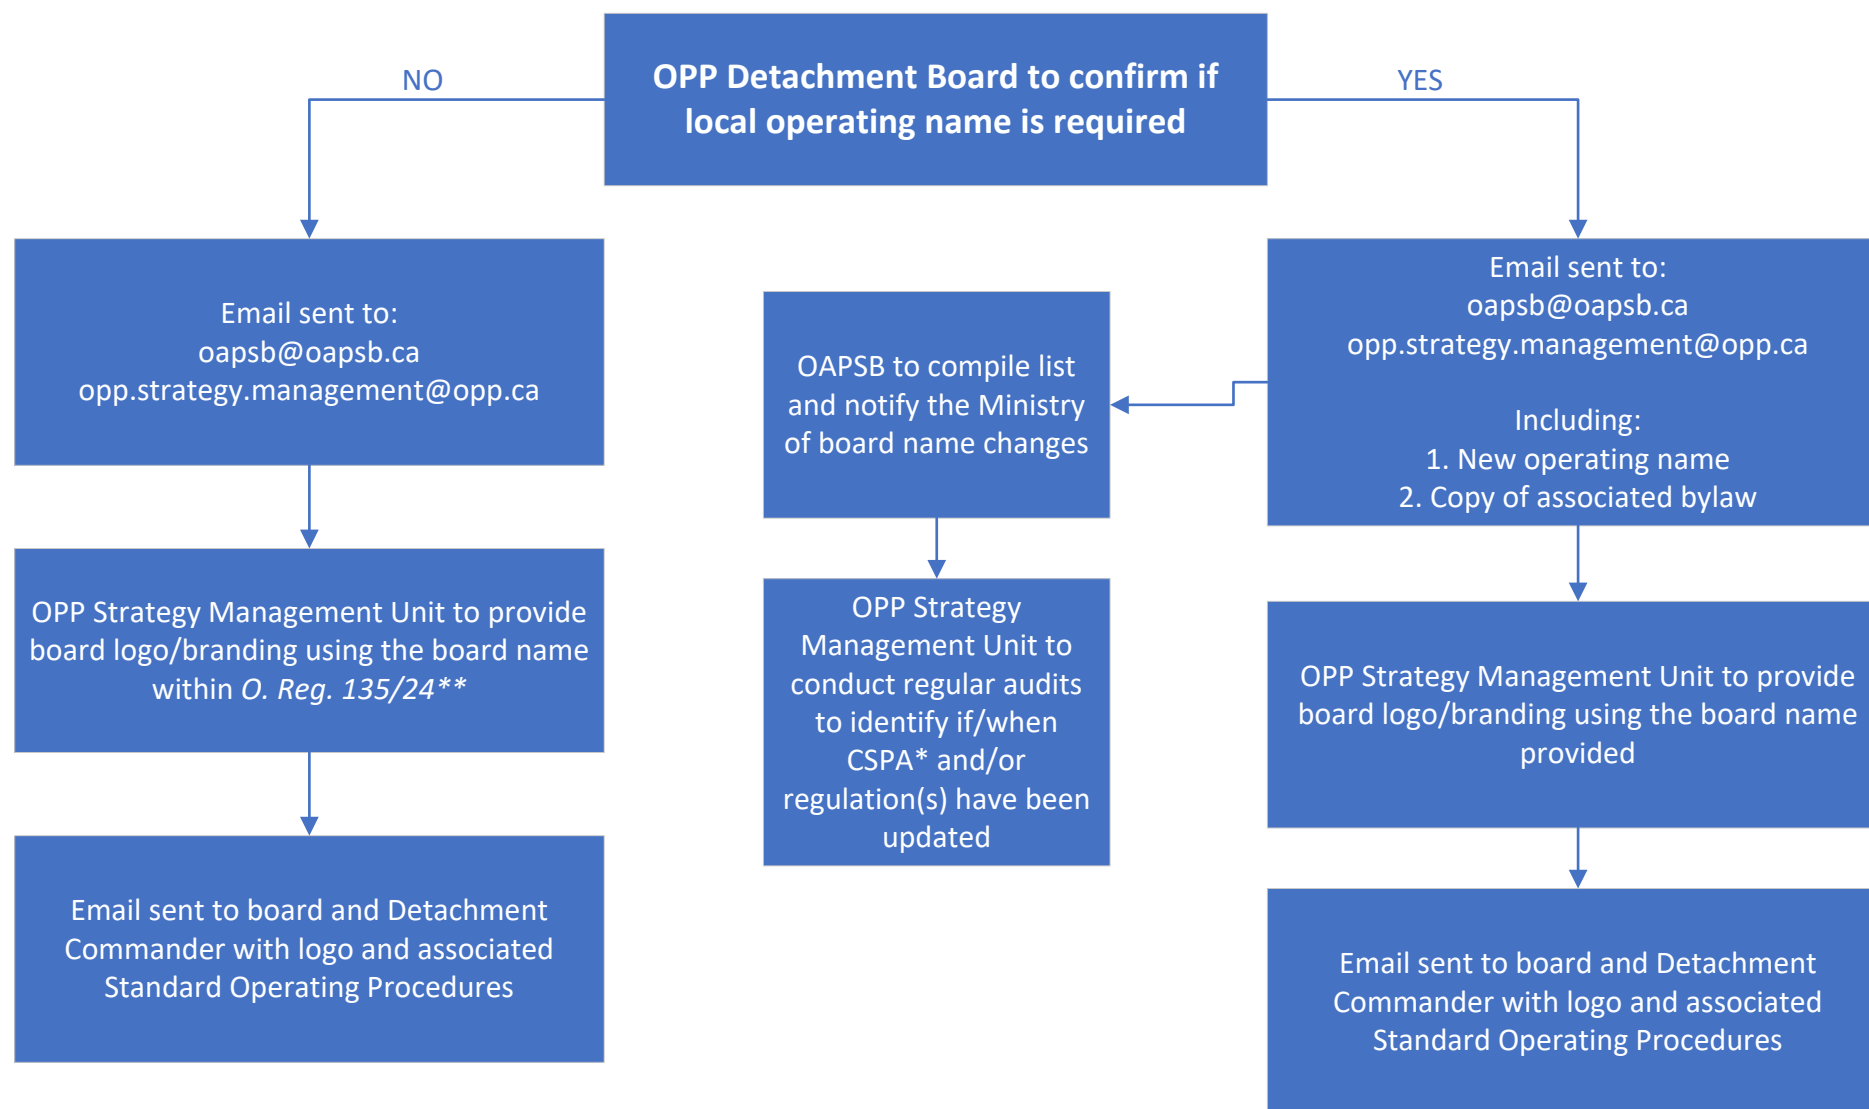 OPP Detachment Board to confirm if
local operating name is required
NO
YES
Email sent to:
oapsb@oapsb.ca
opp.strategy.management@opp.ca
OPP Strategy Management Unit to provide
board logo/branding using the board name
within O. Reg. 135/24**
Email sent to board and Detachment
Commander with logo and associated
Standard Operating Procedures
OAPSB to compile list
and notify the Ministry
of board name changes
OPP Strategy
Management Unit to
conduct regular audits
to identify if/when
CSPA* and/or
regulation(s) have been
updated
Email sent to:
oapsb@oapsb.ca
opp.strategy.management@opp.ca
Including:
1. New operating name
2. Copy of associated bylaw
OPP Strategy Management Unit to provide
board logo/branding using the board name
provided
Email sent to board and Detachment
Commander with logo and associated
Standard Operating Procedures